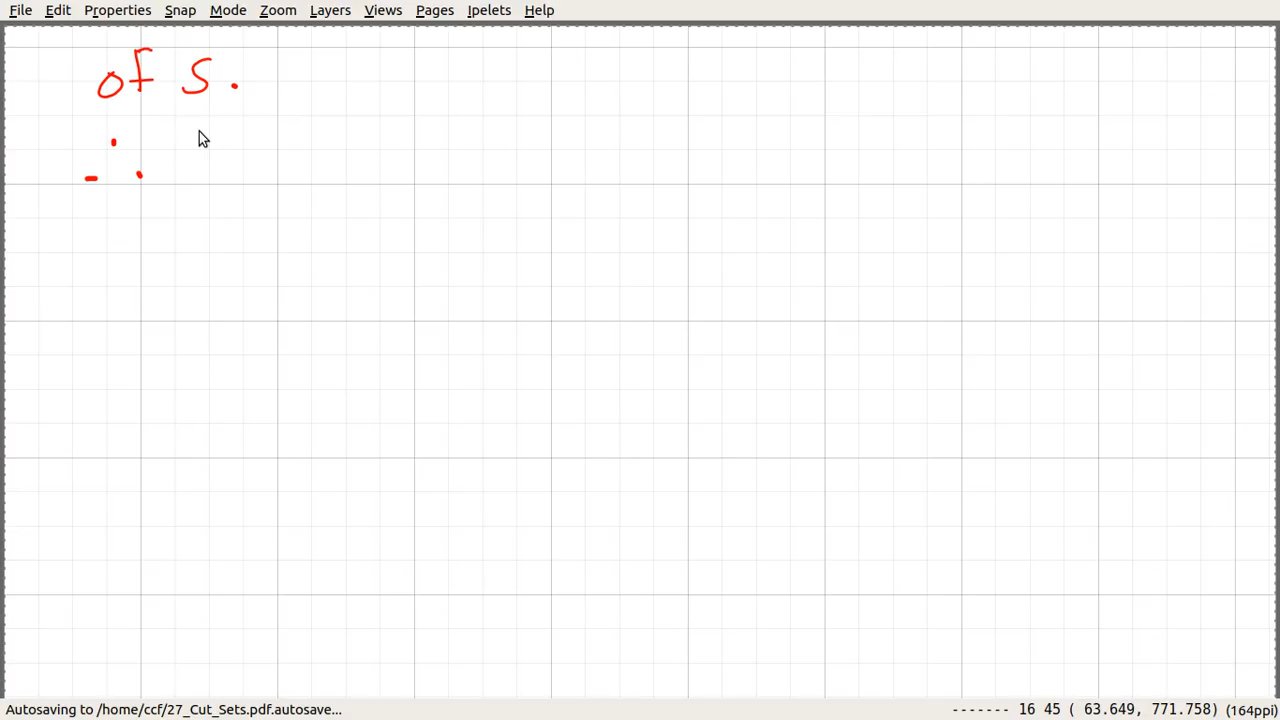 File Edit Properties Snap Mode Zoom Layers Views Pages Ipelets Help
of s.
∴
Autosaving to /home/ccf/27_Cut_Sets.pdf.autosave... ------- 16 45 ( 63.649, 771.758) (164ppi)